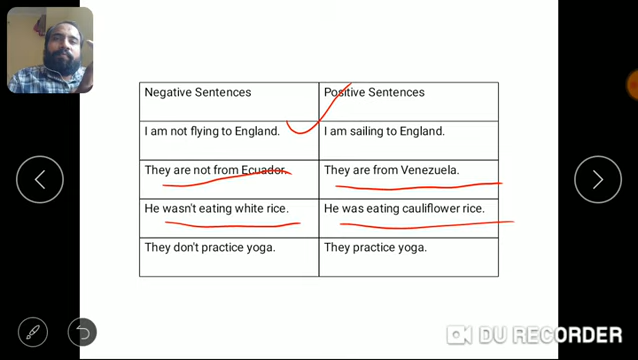 Negative Sentences Positive Sentences
I am not flying to England. I am sailing to England.
They are not from Ecuador. They are from Venezuela.
He wasn't eating white rice. He was eating cauliflower rice.
They don't practice yoga. They practice yoga.
DU RECORDER